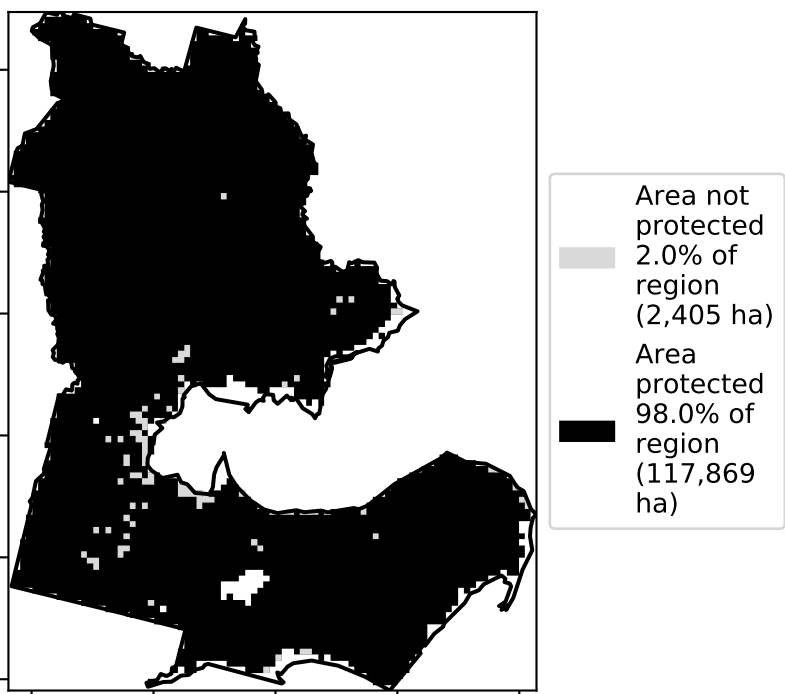 Area not
protected
2.0% of
region
(2,405 ha)
Area
protected
98.0% of
region
(117,869
ha)